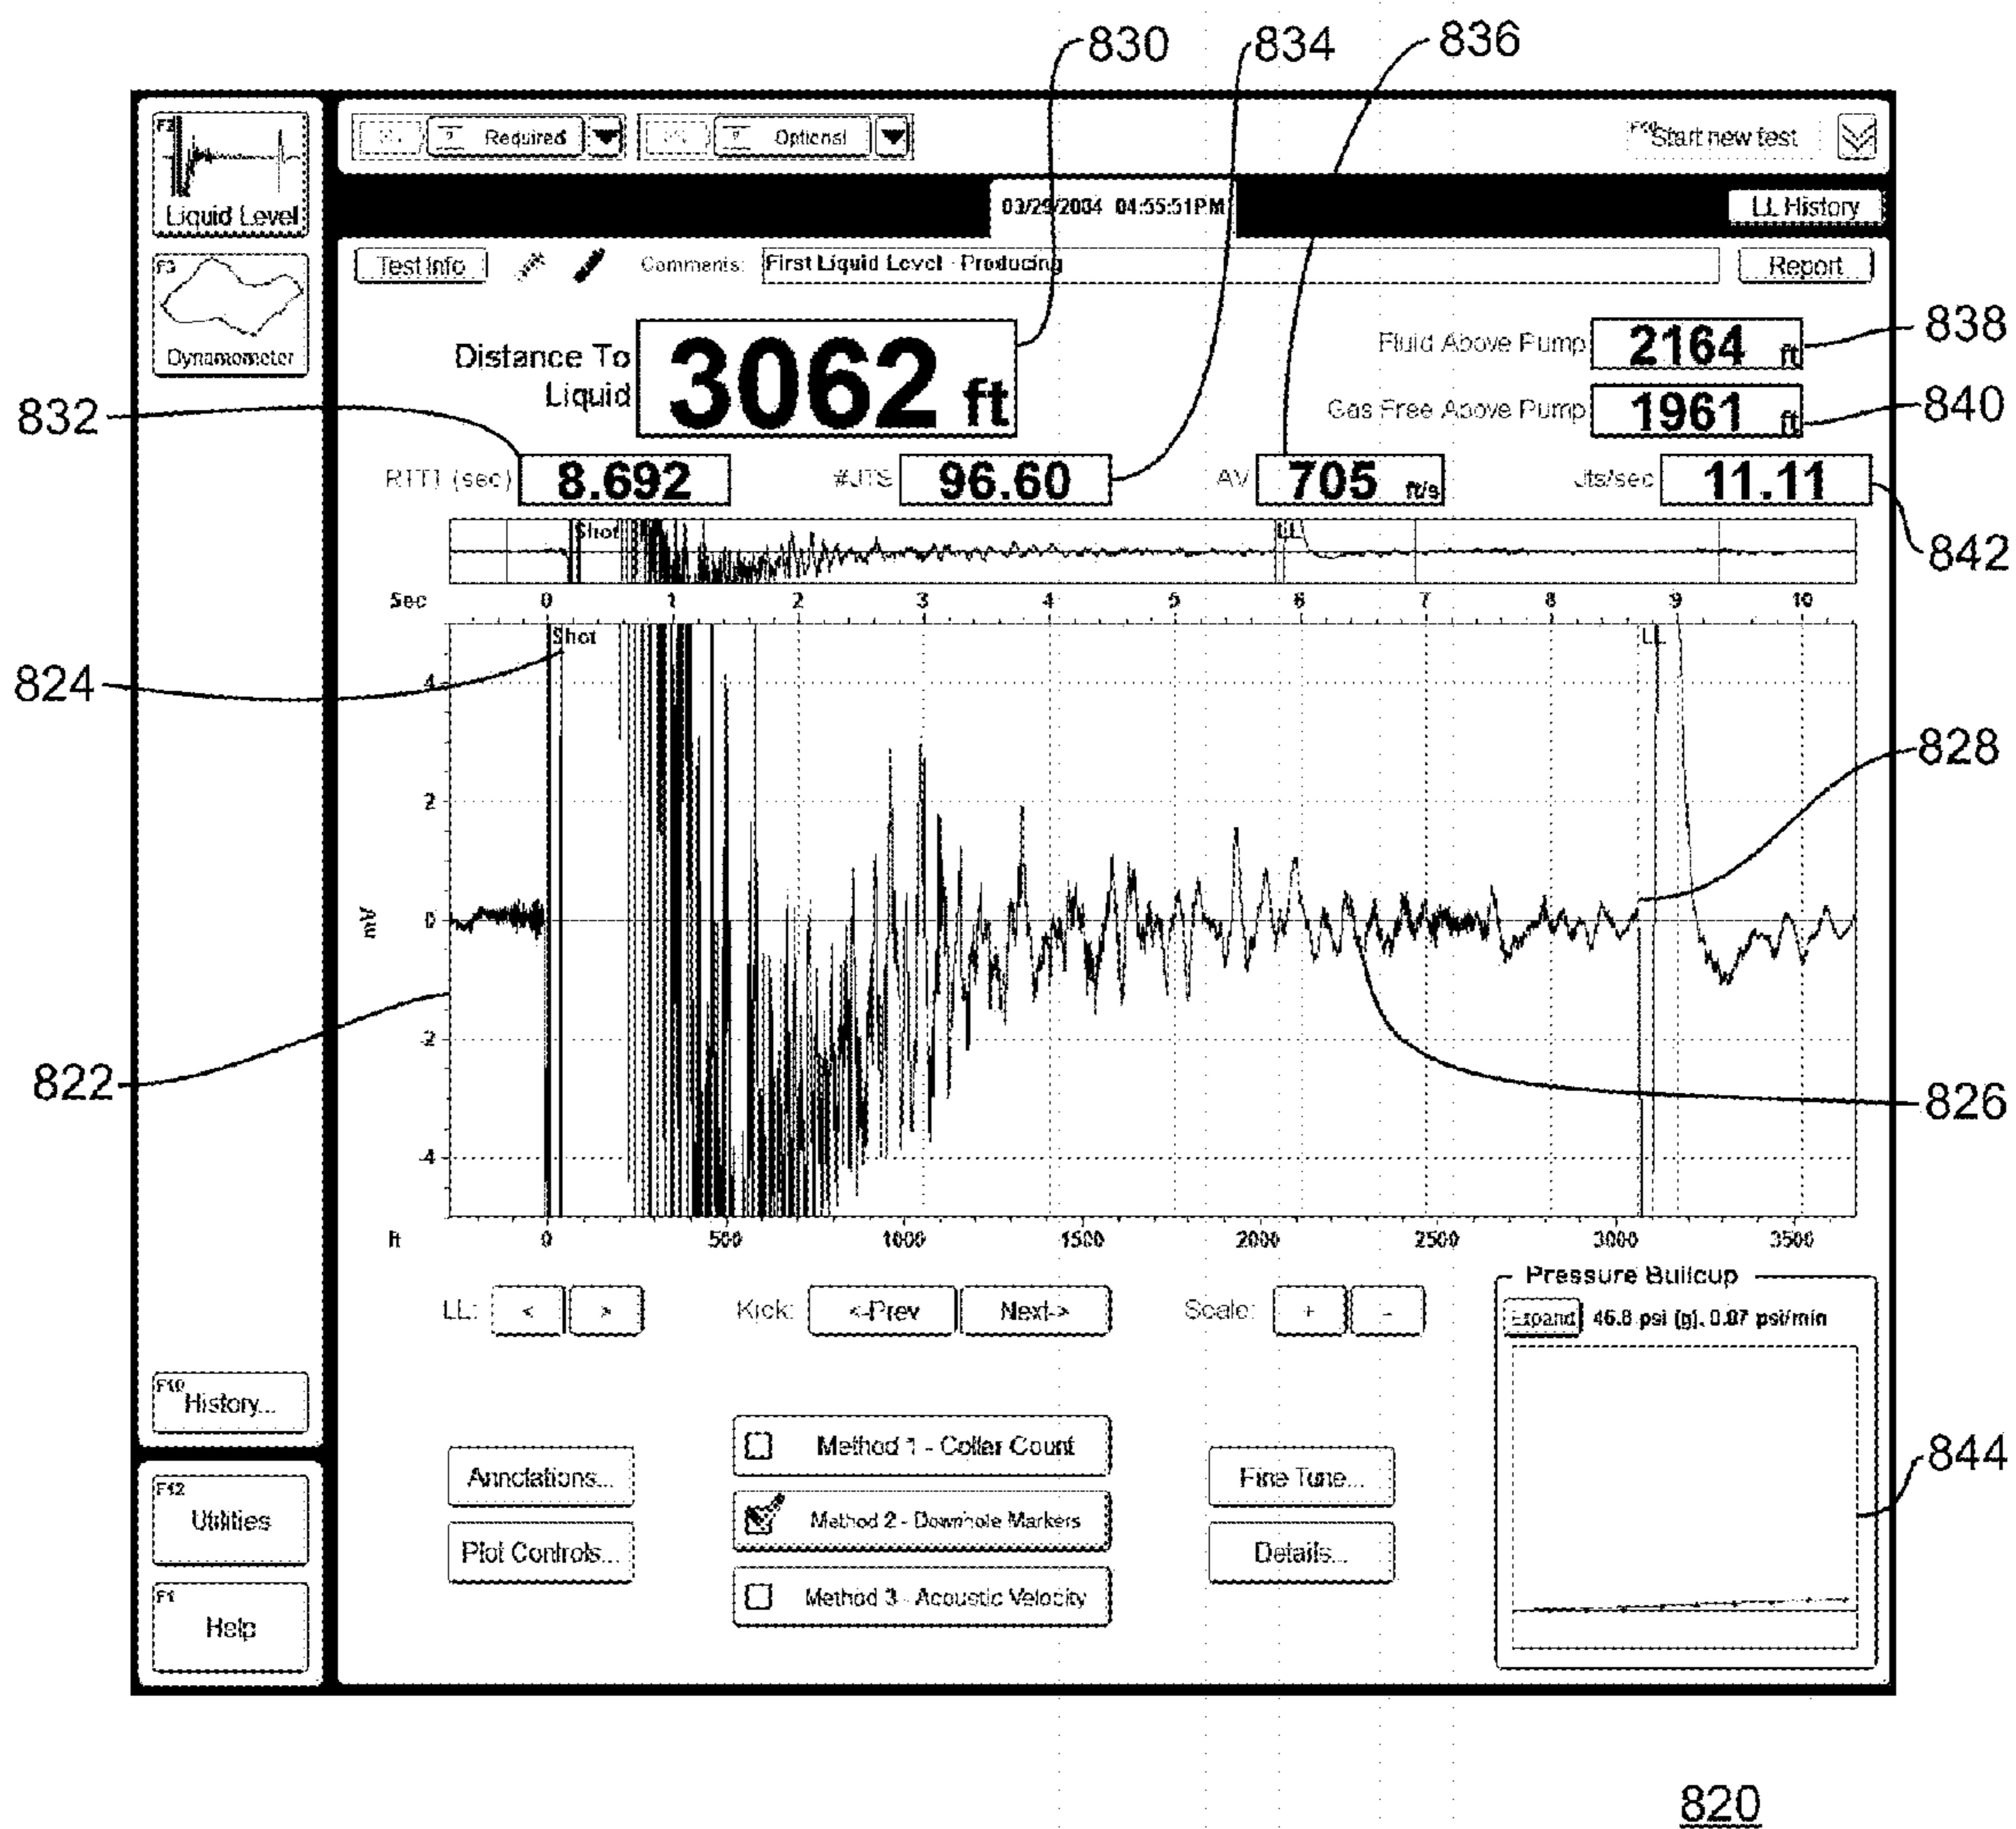 830 834 836
F2
Liquid Level
Required
Optional
Start new test
03/29/2004 04:55:51PM
LL History
F3
Dynamometer
Test Info
Comments:
First Liquid Level - Producing
Report
Distance To Liquid
3062 ft
Fluid Above Pump 2164 ft
838
Gas Free Above Pump 1961 ft
840
832
RTTT (sec) 8.692
#JTS 96.60
AV 705 ft/s
Jts/sec 11.11
842
Shot
LL
Sec 0 1 2 3 4 5 6 7 8 9 10
Shot
LL
824
4
2
mV
0
-2
-4
828
822
826
ft 0 500 1000 1500 2000 2500 3000 3500
LL: < >
Kick: <-Prev Next->
Scale: + -
Pressure Buildup
Expand 46.8 psi (g), 0.07 psi/min
F10
History...
Annotations...
Plot Controls...
Method 1 - Collar Count
Method 2 - Downhole Markers
Method 3 - Acoustic Velocity
Fine Tune...
Details...
844
F12
Utilities
F1
Help
820